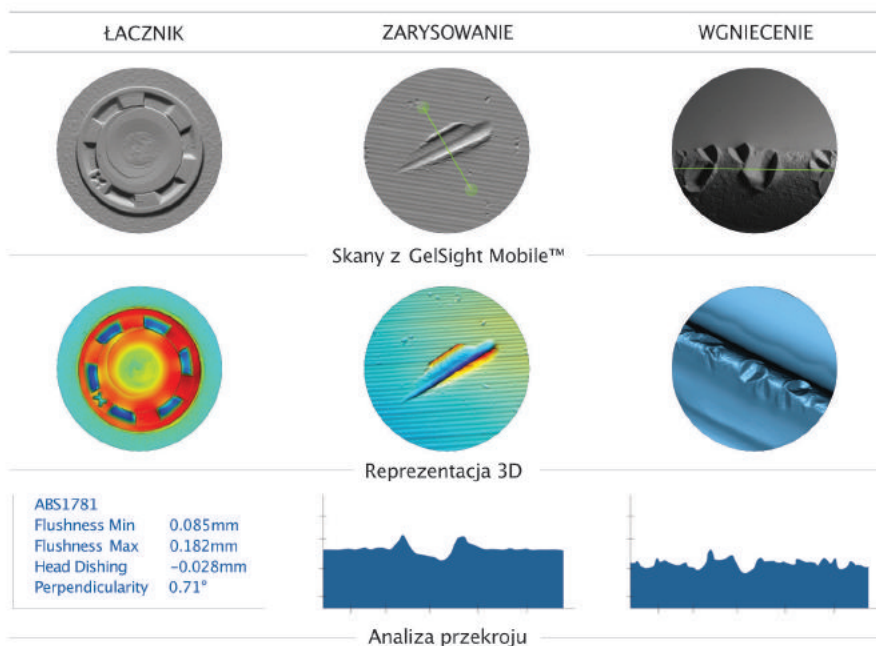 ŁACZNIK ZARYSOWANIE WGNIECENIE
Skany z GelSight Mobile™
Reprezentacja 3D
ABS1781
Flushness Min 0.085mm
Flushness Max 0.182mm
Head Dishing -0.028mm
Perpendicularity 0.71°
Analiza przekroju